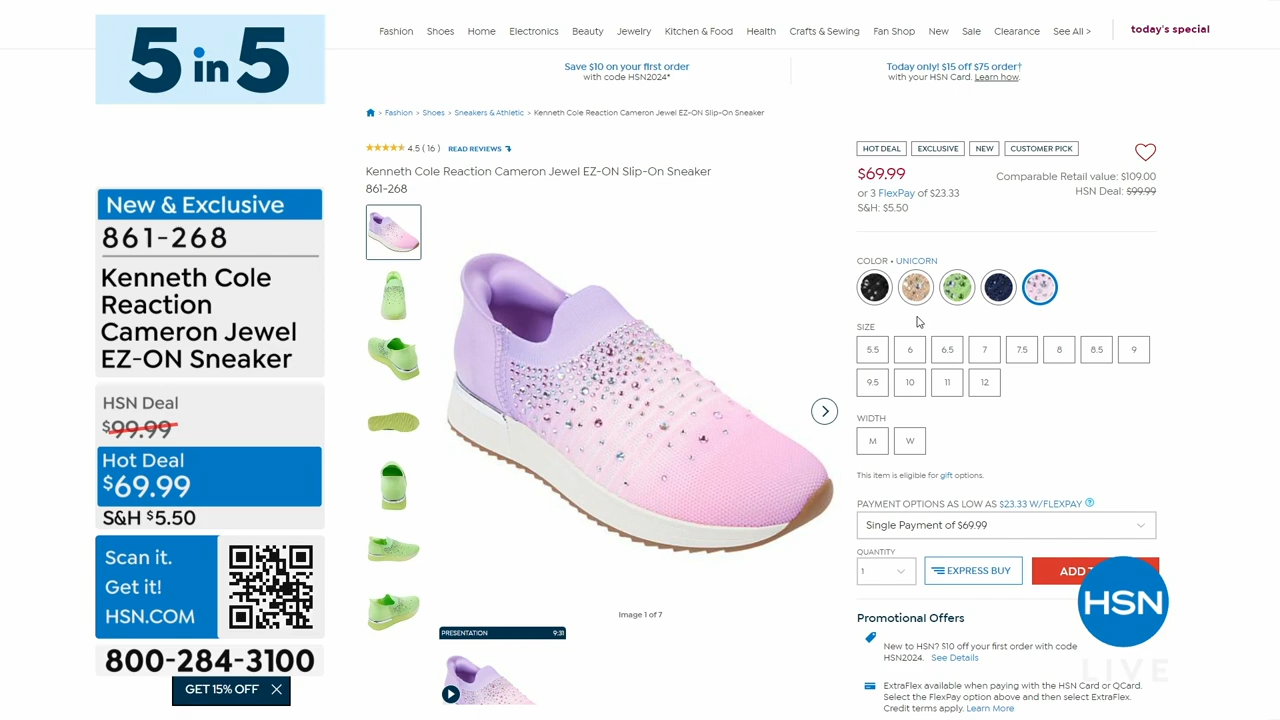 5 in 5
Fashion Shoes Home Electronics Beauty Jewelry Kitchen & Food Health Crafts & Sewing Fan Shop New Sale Clearance See All > today's special
Save $10 on your first order
with code HSN2024*
Today only! $15 off $75 order†
with your HSN Card. Learn how.
> Fashion > Shoes > Sneakers & Athletic > Kenneth Cole Reaction Cameron Jewel EZ-ON Slip-On Sneaker
4.5 (16) READ REVIEWS
Kenneth Cole Reaction Cameron Jewel EZ-ON Slip-On Sneaker
861-268
HOT DEAL EXCLUSIVE NEW CUSTOMER PICK
$69.99
Comparable Retail value: $109.00
or 3 FlexPay of $23.33
HSN Deal: $99.99
S&H: $5.50
New & Exclusive
861-268
Kenneth Cole
Reaction
Cameron Jewel
EZ-ON Sneaker
HSN Deal
$99.99
Hot Deal
$69.99
S&H $5.50
Scan it.
Get it!
HSN.COM
800-284-3100
GET 15% OFF
COLOR • UNICORN
SIZE
5.5 6 6.5 7 7.5 8 8.5 9
9.5 10 11 12
WIDTH
M W
This item is eligible for gift options.
PAYMENT OPTIONS AS LOW AS $23.33 W/FLEXPAY ?
Single Payment of $69.99
QUANTITY
1 EXPRESS BUY ADD
Image 1 of 7
PRESENTATION 9:31
Promotional Offers
New to HSN? $10 off your first order with code
HSN2024. See Details
ExtraFlex available when paying with the HSN Card or QCard.
Select the FlexPay option above and then select ExtraFlex.
Credit terms apply. Learn More
HSN
LIVE